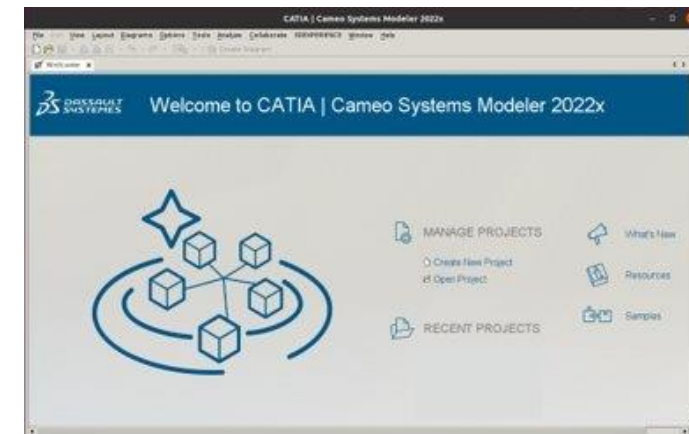 CATIA | Cameo Systems Modeler 2022x
File View Layout Diagrams Options Tools Analyze Collaborate 3DEXPERIENCE Window Help
Create Diagram
Welcome
DASSAULT SYSTEMES
Welcome to CATIA | Cameo Systems Modeler 2022x
MANAGE PROJECTS
Create New Project
Open Project
RECENT PROJECTS
What's New
Resources
Samples